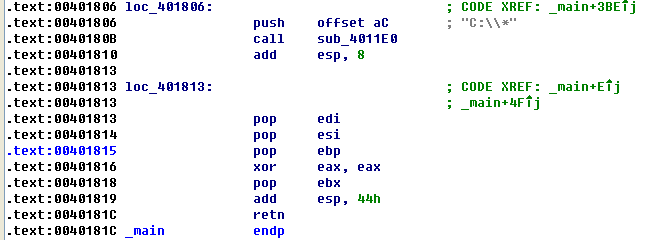 .text:00401806 loc_401806: ; CODE XREF: _main+3BE↑j
.text:00401806 push offset aC ; "C:\\*"
.text:0040180B call sub_4011E0
.text:00401810 add esp, 8
.text:00401813
.text:00401813 loc_401813: ; CODE XREF: _main+E↑j
.text:00401813 ; _main+4F↑j
.text:00401813 pop edi
.text:00401814 pop esi
.text:00401815 pop ebp
.text:00401816 xor eax, eax
.text:00401818 pop ebx
.text:00401819 add esp, 44h
.text:0040181C retn
.text:0040181C _main endp